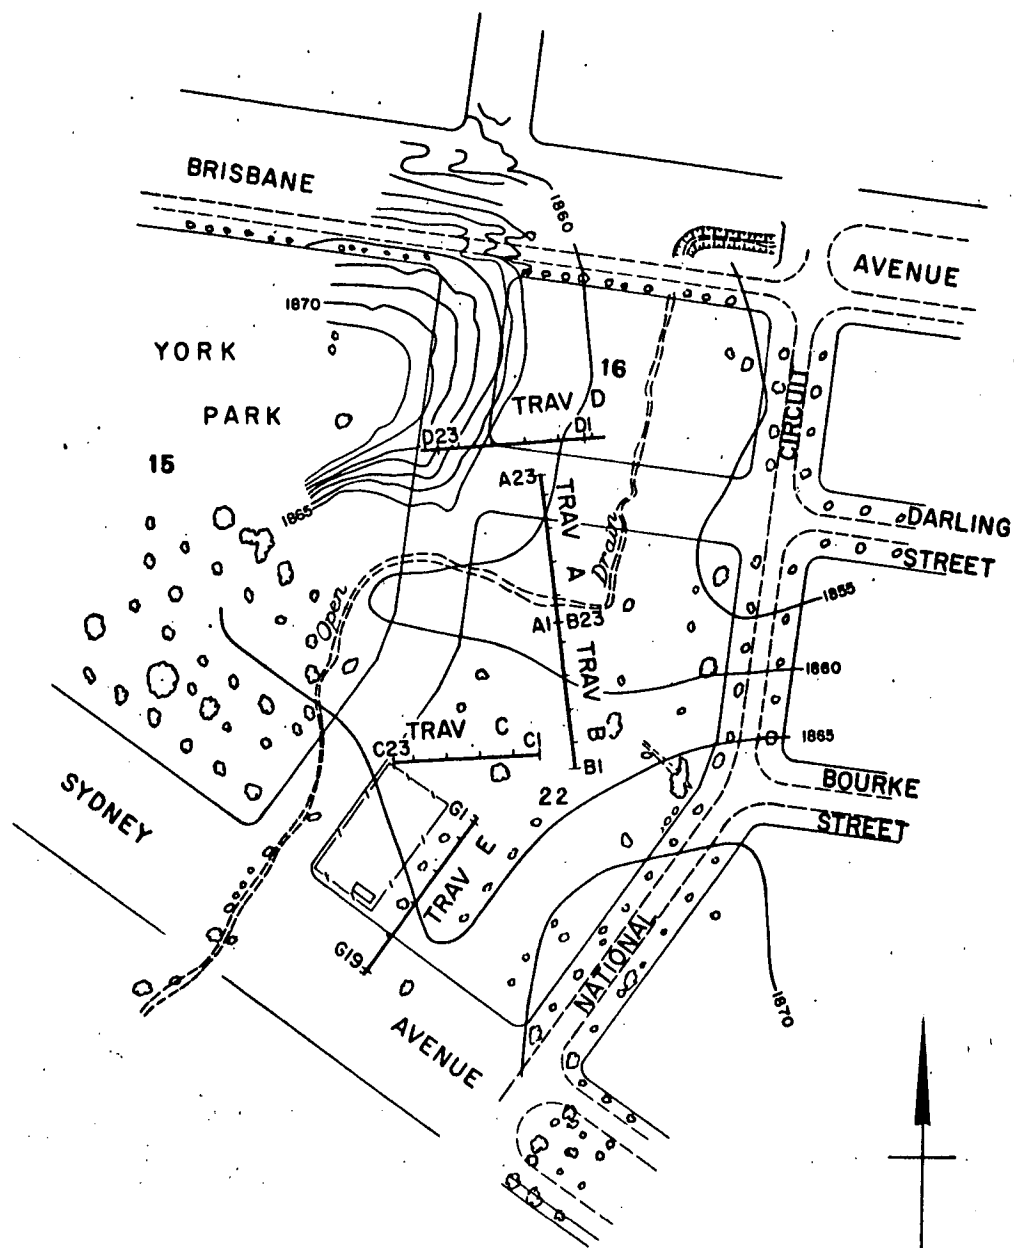 BRISBANE
1860
AVENUE
1870
YORK
PARK
15
16
TRAV D
D23
D1
CIRCUIT
A23
TRAV A
1865
Drain
DARLING
STREET
Open
1855
A1-B23
TRAV B
1860
TRAV C
C23
C1
1865
B1
22
BOURKE
STREET
SYDNEY
G1
TRAV E
G19
NATIONAL
1870
AVENUE